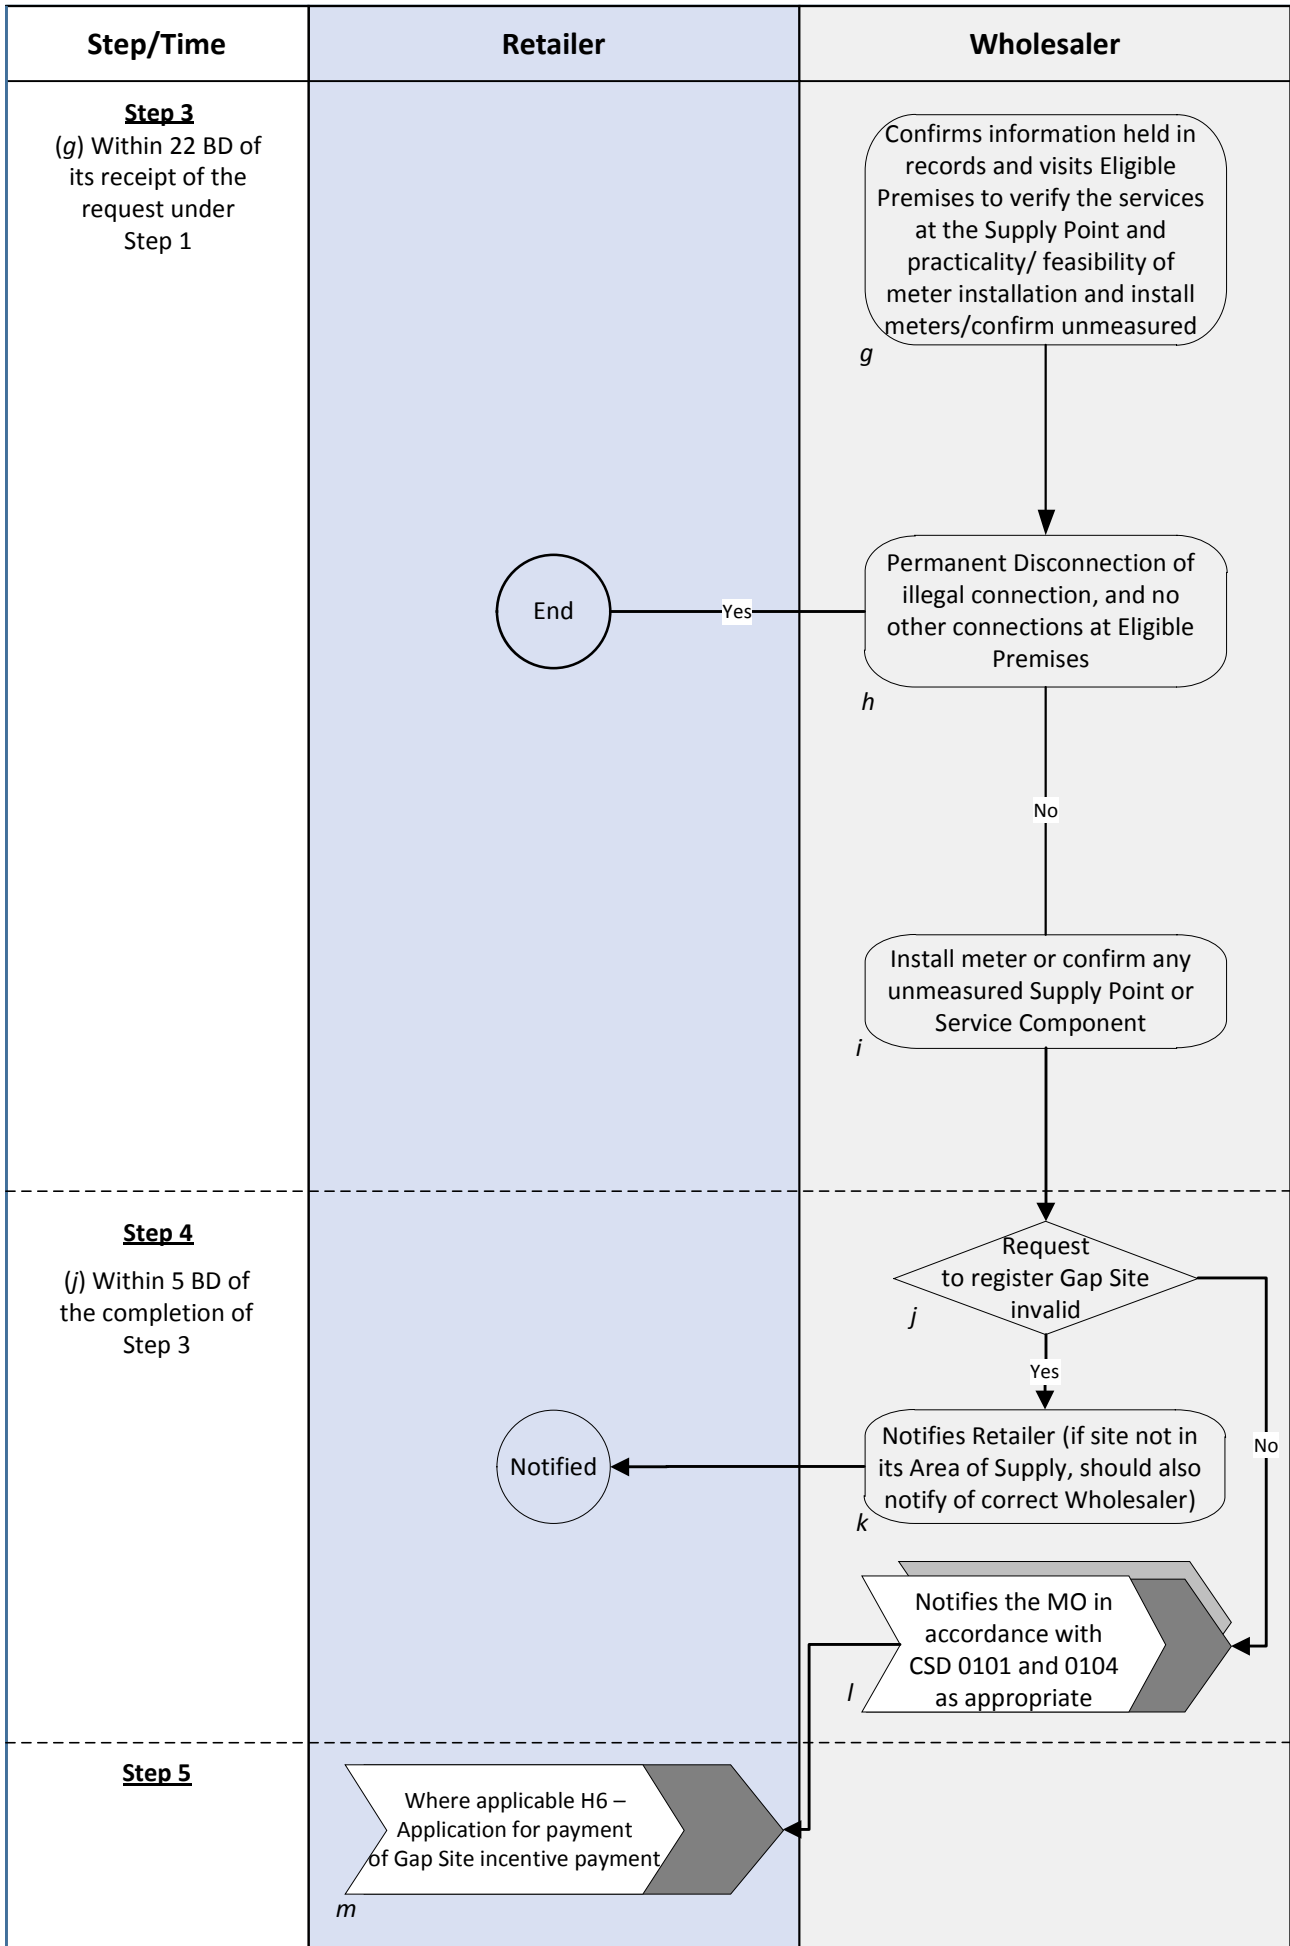 Step/Time
Retailer
Wholesaler
Step 3
(g) Within 22 BD of
its receipt of the
request under
Step 1
Confirms information held in
records and visits Eligible
Premises to verify the services
at the Supply Point and
practicality/ feasibility of
meter installation and install
meters/confirm unmeasured
g
Permanent Disconnection of
illegal connection, and no
other connections at Eligible
Premises
h
Yes
End
No
Install meter or confirm any
unmeasured Supply Point or
Service Component
i
Step 4
(j) Within 5 BD of
the completion of
Step 3
Request
to register Gap Site
invalid
j
Yes
No
Notifies Retailer (if site not in
its Area of Supply, should also
notify of correct Wholesaler)
k
Notified
Notifies the MO in
accordance with
CSD 0101 and 0104
as appropriate
l
Step 5
Where applicable H6 –
Application for payment
of Gap Site incentive payment
m